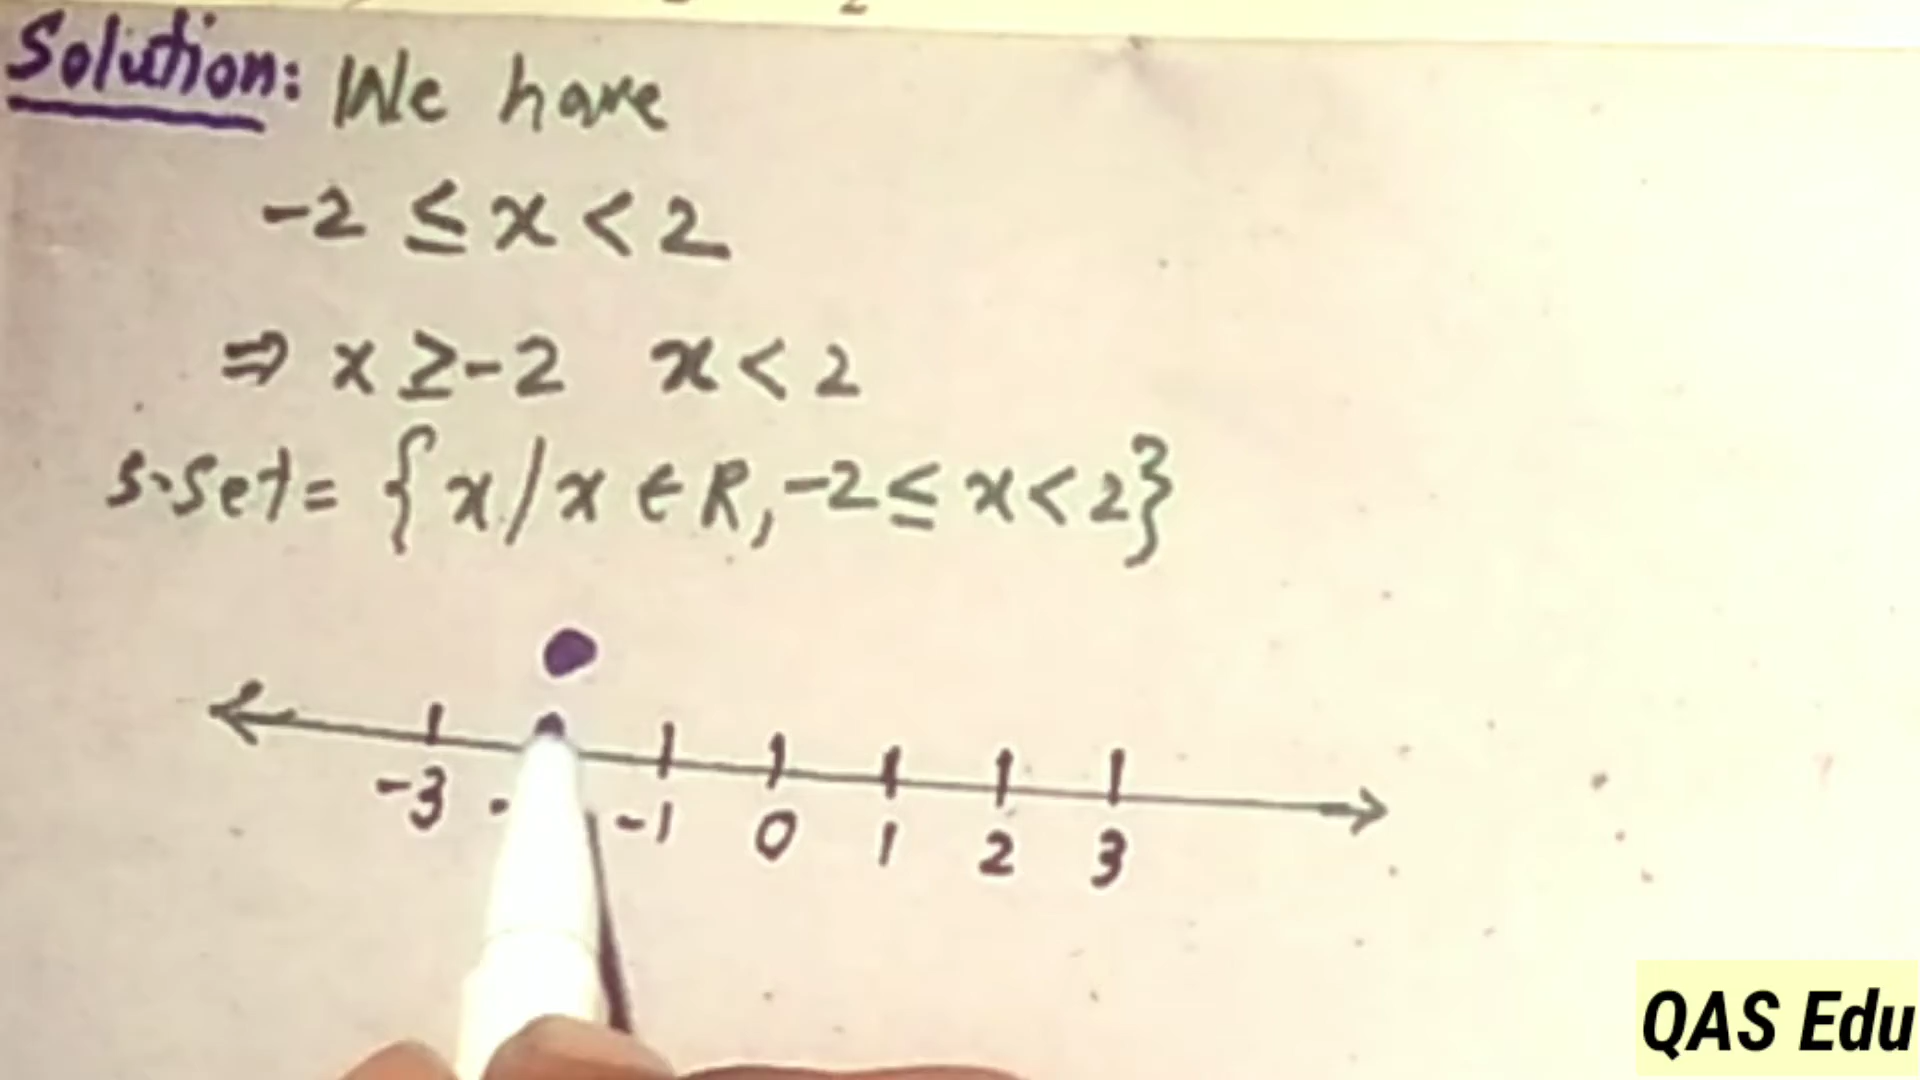 Solution: We have
-2 ≤ x < 2
⇒ x ≥ -2 x < 2
S.Set = {x/x ∈ R, -2 ≤ x < 2}
-3 - -1 0 1 2 3
QAS Edu